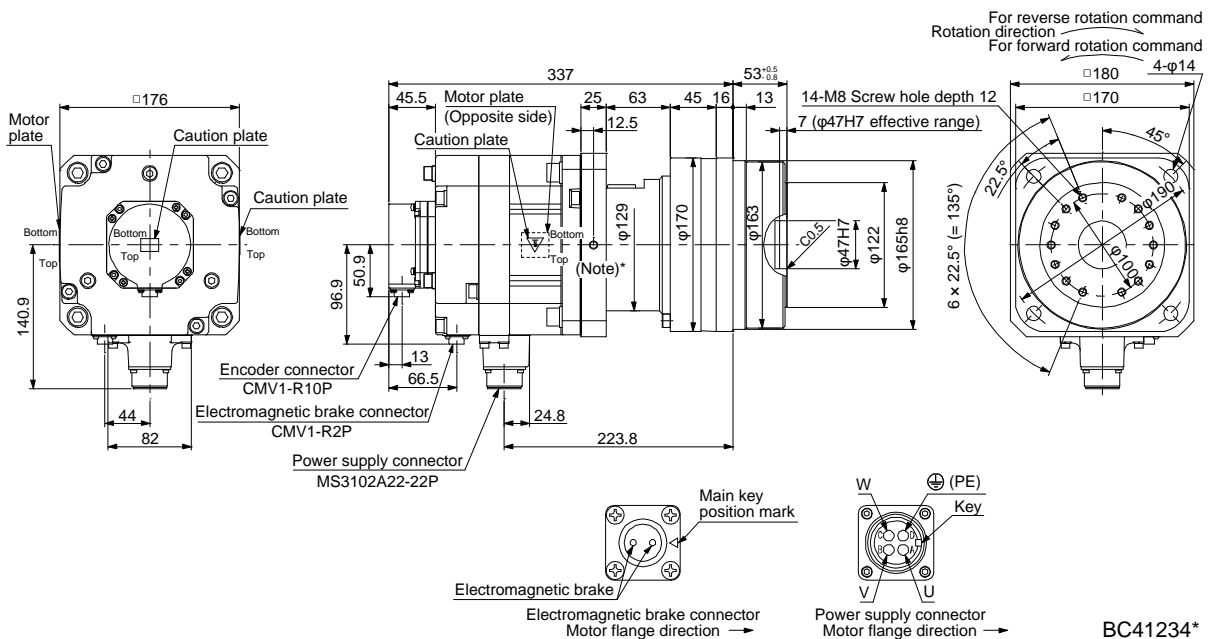 For reverse rotation command
Rotation direction
For forward rotation command
4-φ14
□180
□170
45°
14-M8 Screw hole depth 12
7 (φ47H7 effective range)
22.5°
6 × 22.5° (= 135°)
φ190
φ100
□176
Motor
plate
Caution plate
Caution plate
Bottom
Top
Bottom
Top
Bottom
Top
140.9
44
82
337
53 +0.5 -0.8
45.5
Motor plate
(Opposite side)
Caution plate
25
63
45
16
13
12.5
Bottom
Top
(Note)*
φ129
φ170
φ163
C0.5
φ47H7
φ122
φ165h8
96.9
50.9
13
66.5
Encoder connector
CMV1-R10P
Electromagnetic brake connector
CMV1-R2P
24.8
223.8
Power supply connector
MS3102A22-22P
Main key
position mark
Electromagnetic brake
Electromagnetic brake connector
Motor flange direction
W
(PE)
Key
C
D
B
A
V
U
Power supply connector
Motor flange direction
BC41234*